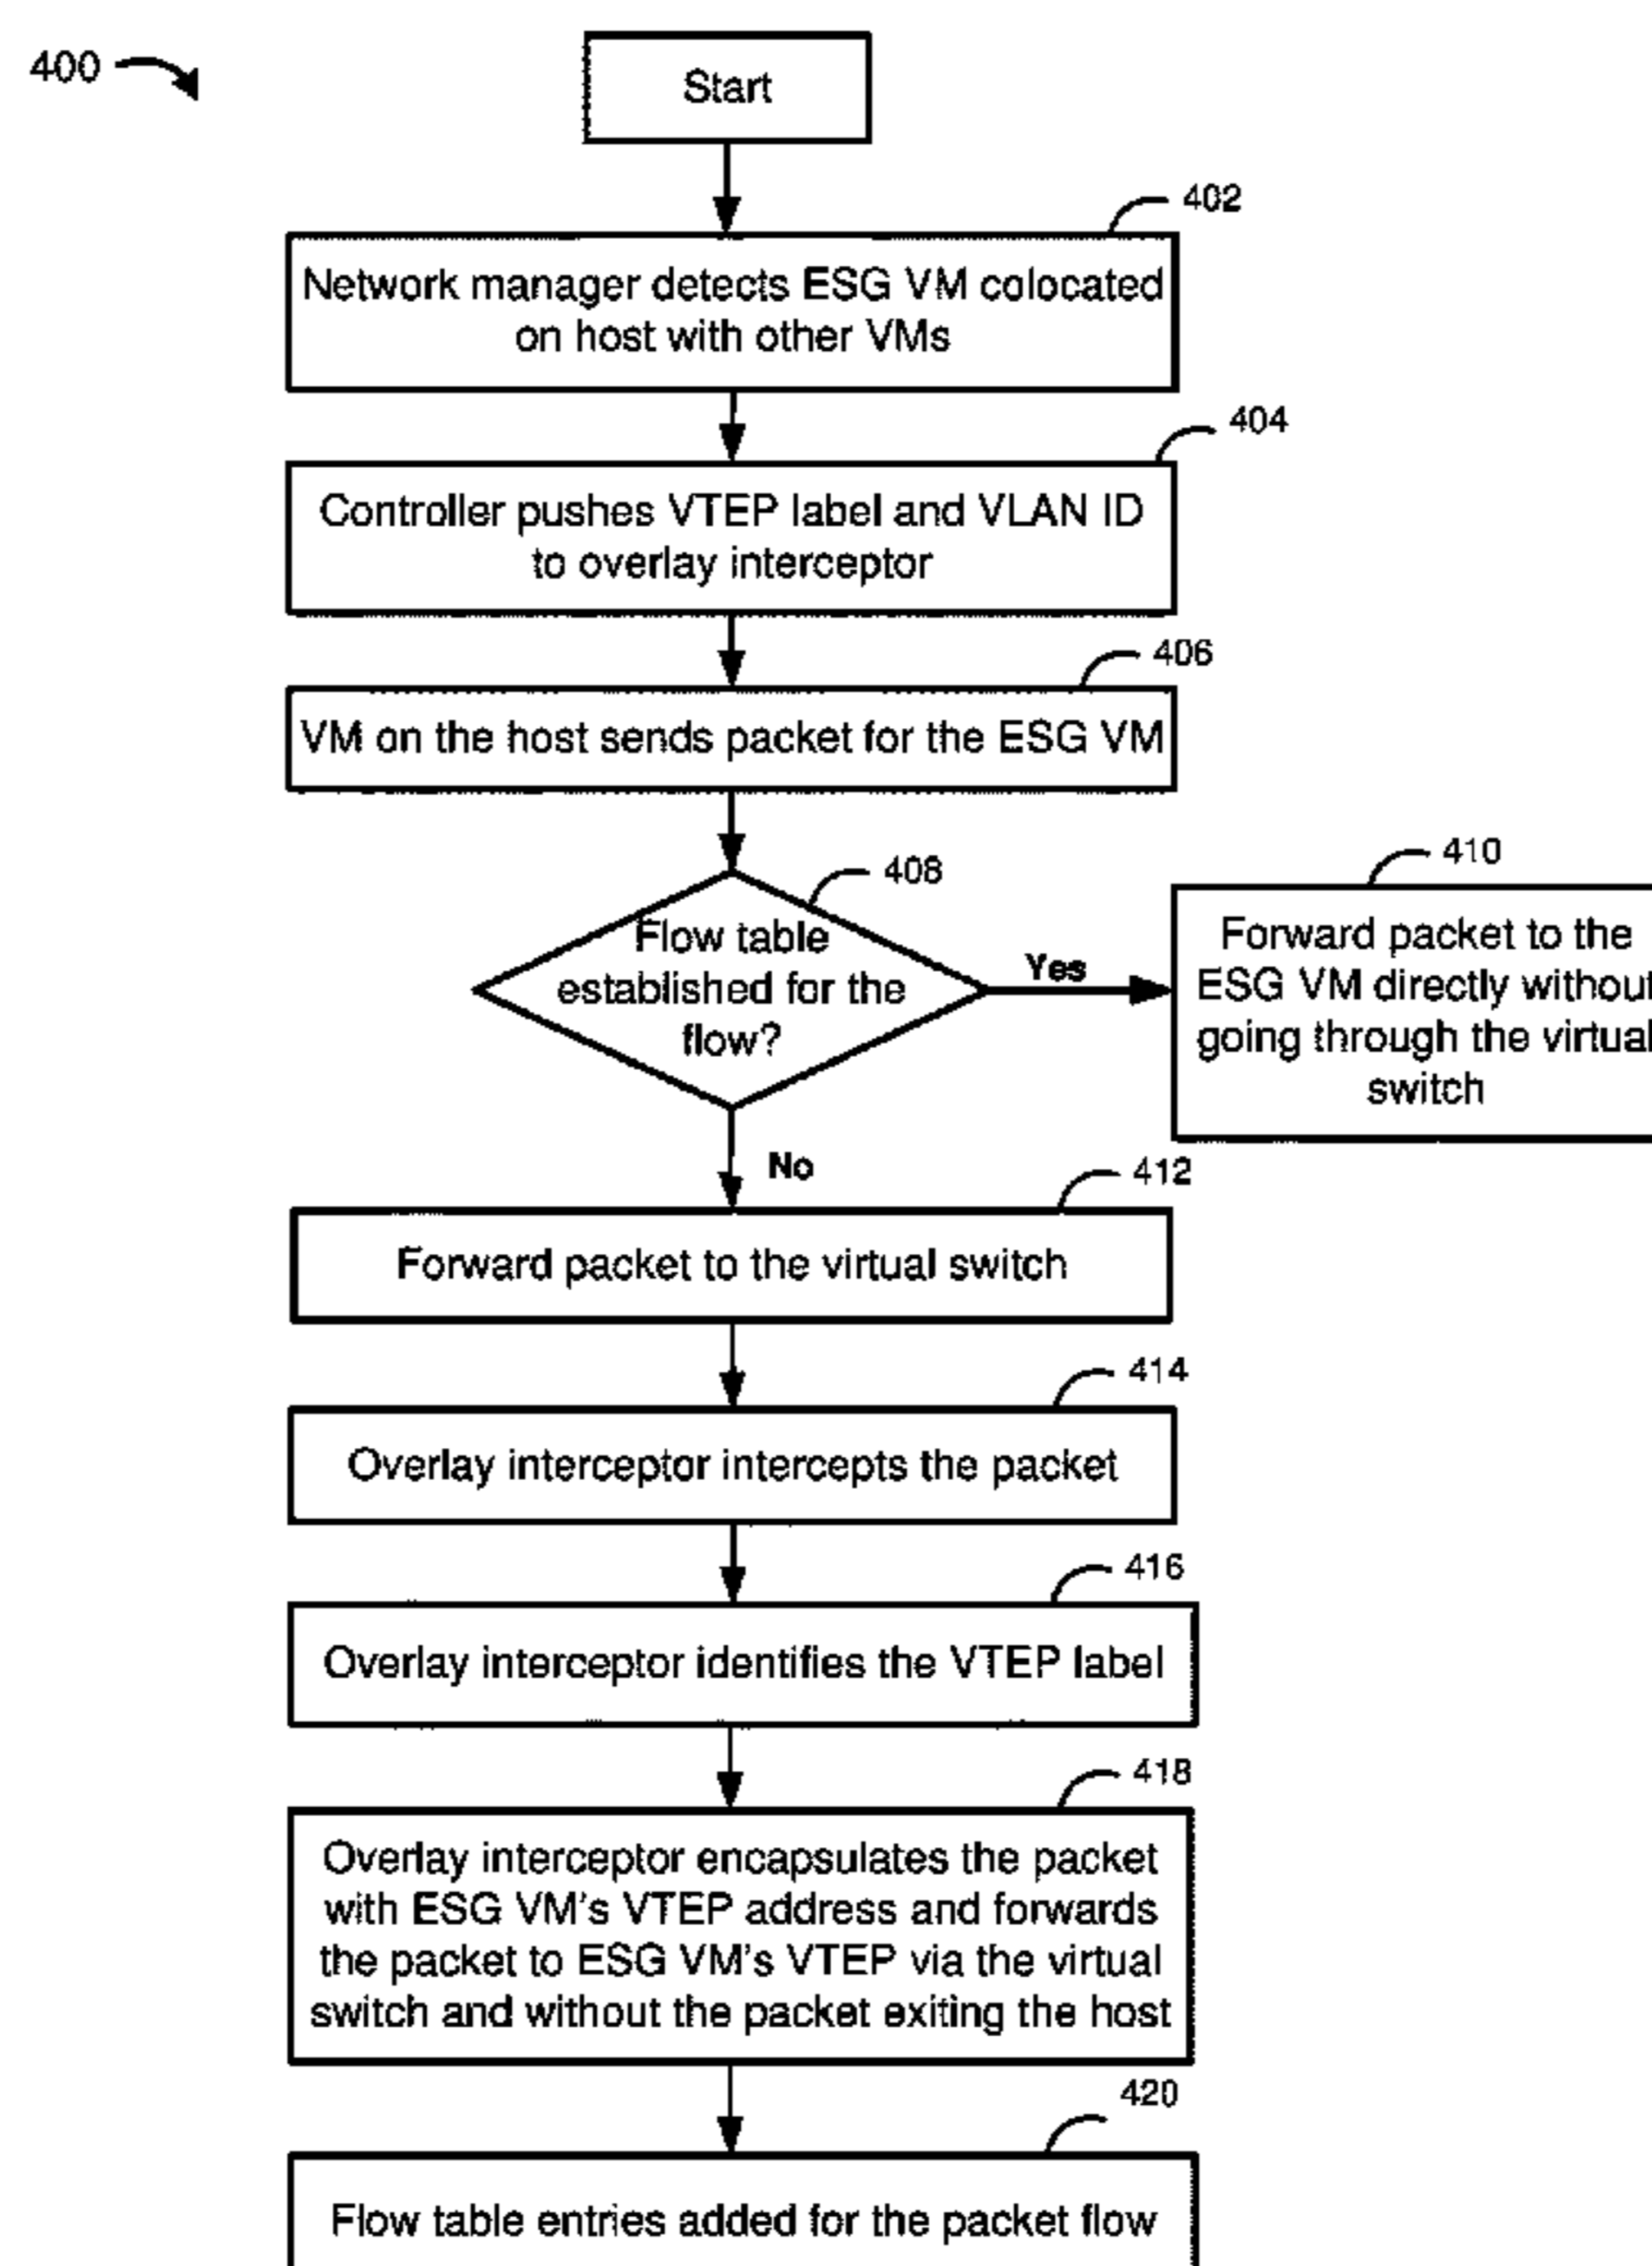 400
Start
402
Network manager detects ESG VM colocated
on host with other VMs
404
Controller pushes VTEP label and VLAN ID
to overlay interceptor
406
VM on the host sends packet for the ESG VM
408
Flow table
established for the
flow?
Yes
410
Forward packet to the
ESG VM directly without
going through the virtual
switch
No
412
Forward packet to the virtual switch
414
Overlay interceptor intercepts the packet
416
Overlay interceptor identifies the VTEP label
418
Overlay interceptor encapsulates the packet
with ESG VM's VTEP address and forwards
the packet to ESG VM's VTEP via the virtual
switch and without the packet exiting the host
420
Flow table entries added for the packet flow